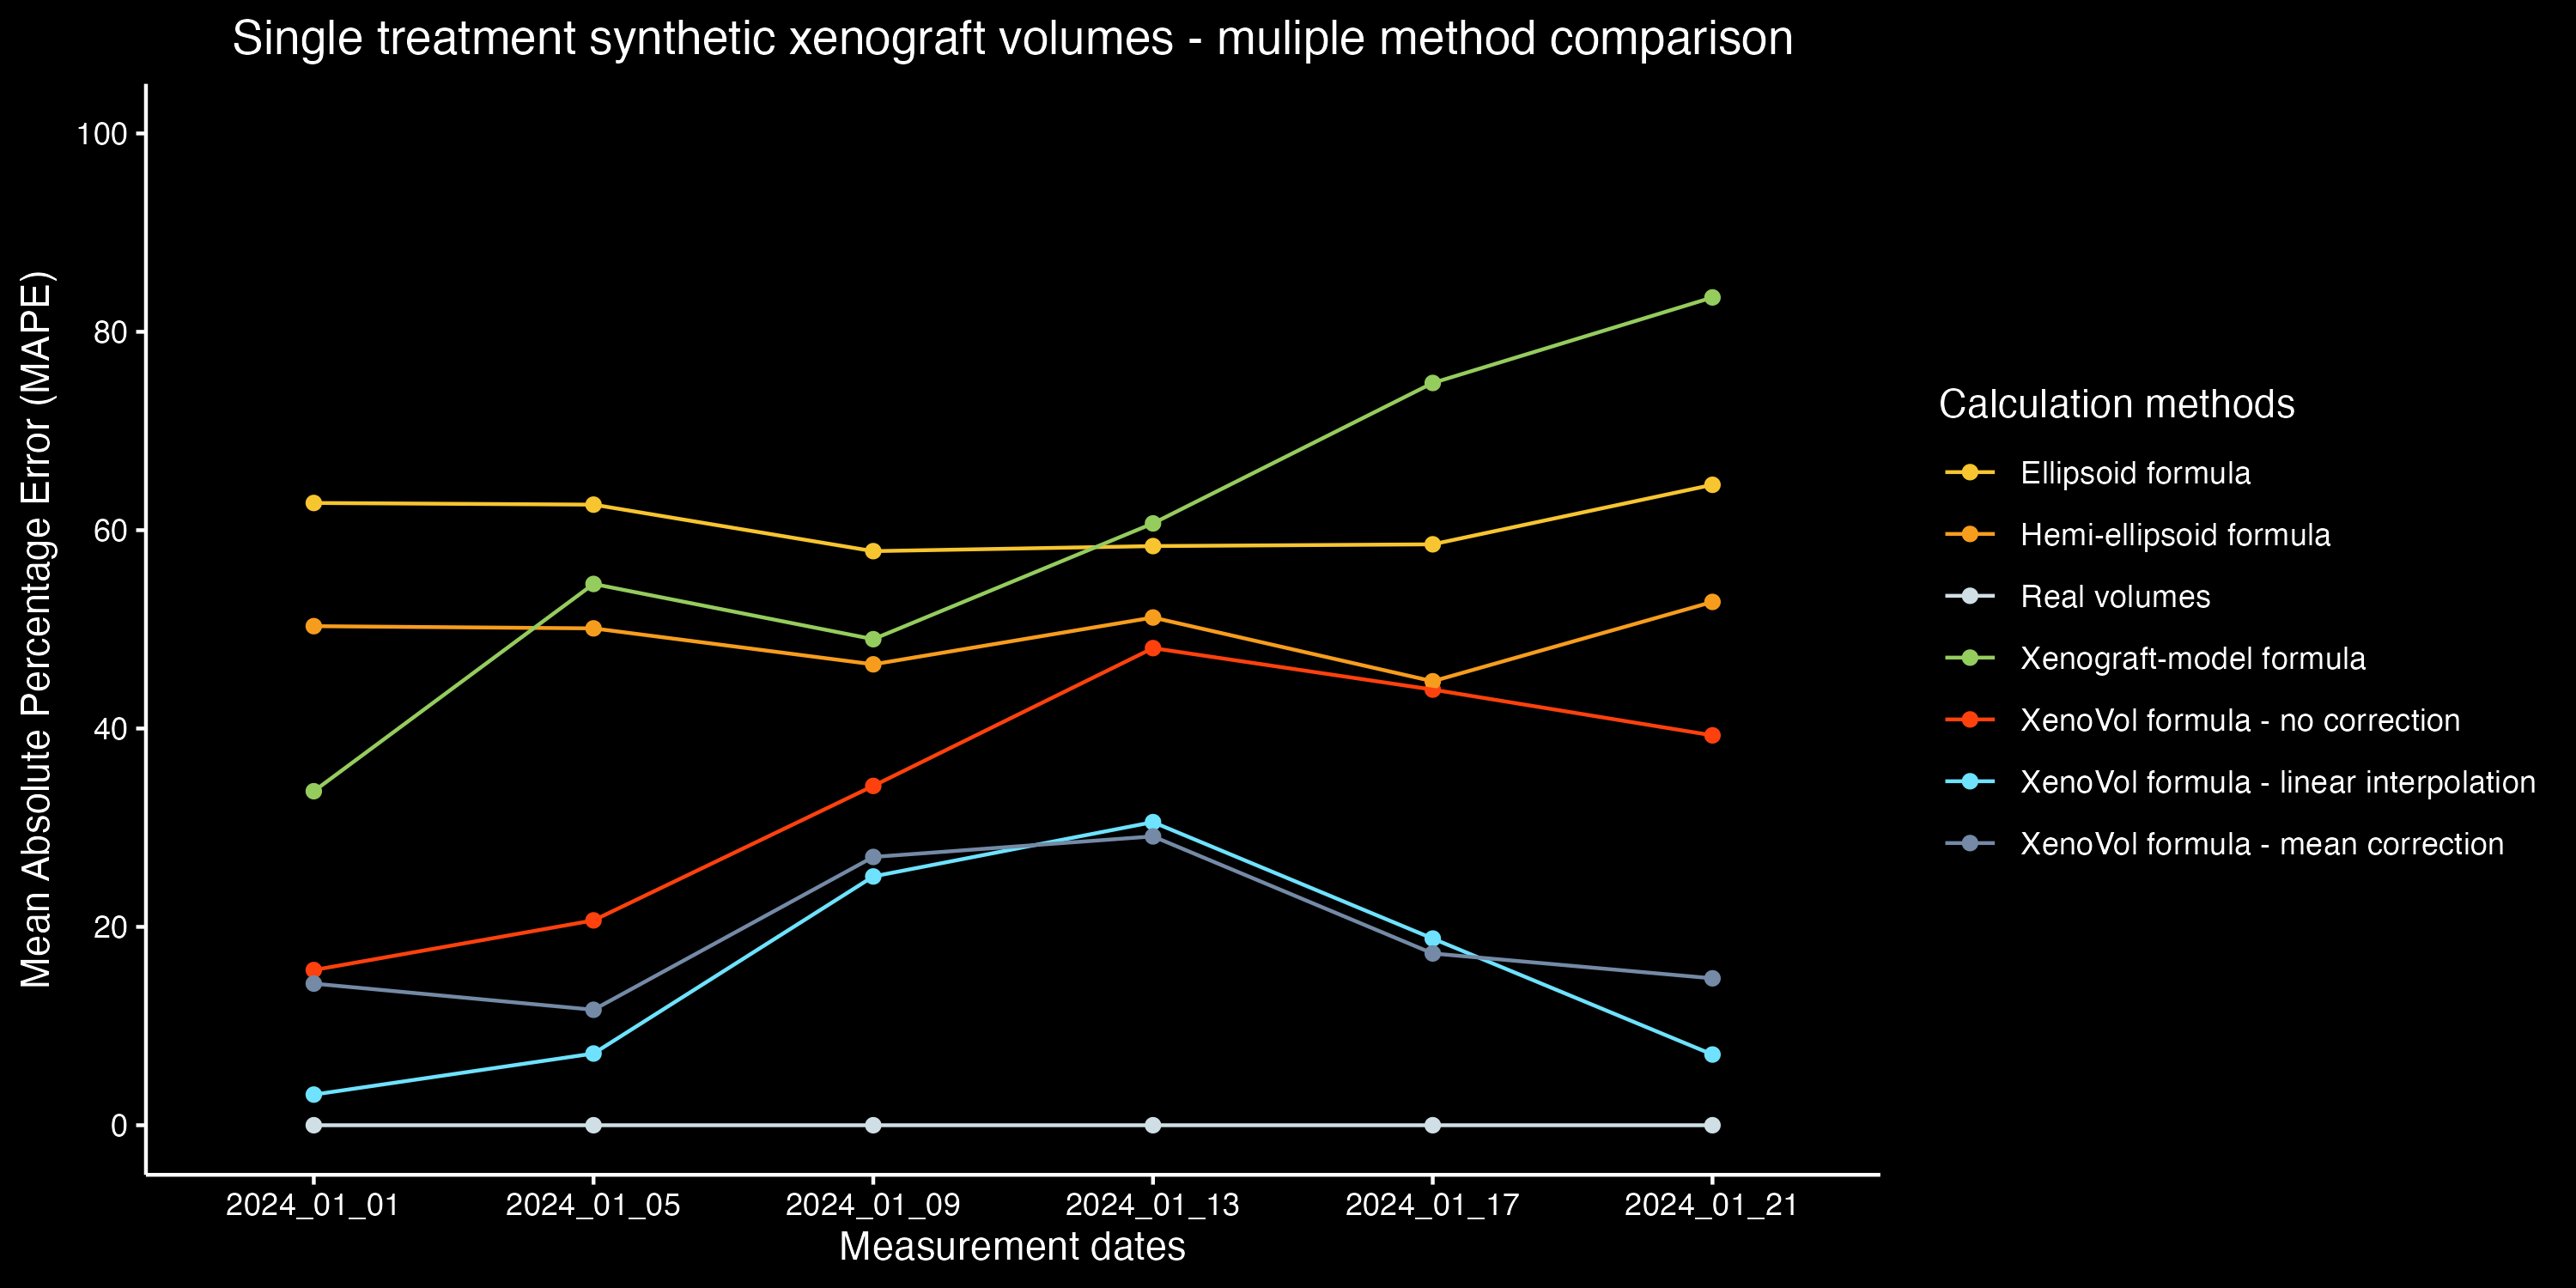 Single treatment synthetic xenograft volumes - muliple method comparison
Mean Absolute Percentage Error (MAPE)
100
80
60
40
20
0
2024_01_01
2024_01_05
2024_01_09
2024_01_13
2024_01_17
2024_01_21
Measurement dates
Calculation methods
Ellipsoid formula
Hemi-ellipsoid formula
Real volumes
Xenograft-model formula
XenoVol formula - no correction
XenoVol formula - linear interpolation
XenoVol formula - mean correction